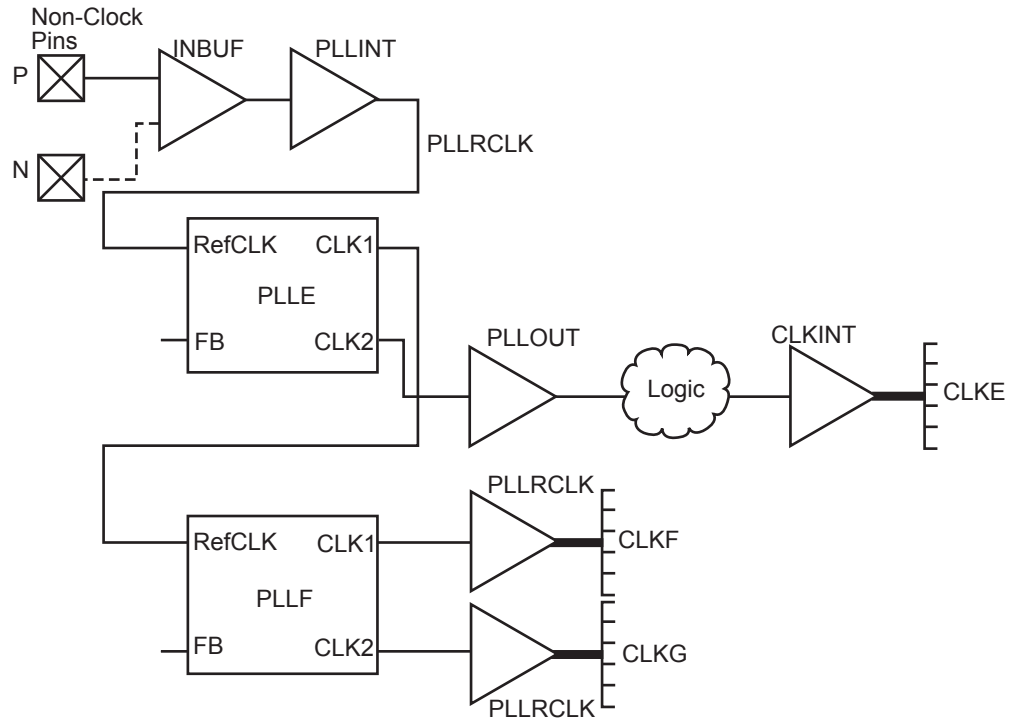 Non-Clock
Pins
P
INBUF
PLLINT
N
PLLRCLK
RefCLK
CLK1
PLLE
FB
CLK2
PLLOUT
Logic
CLKINT
CLKE
RefCLK
CLK1
PLLF
FB
CLK2
PLLRCLK
CLKF
CLKG
PLLRCLK